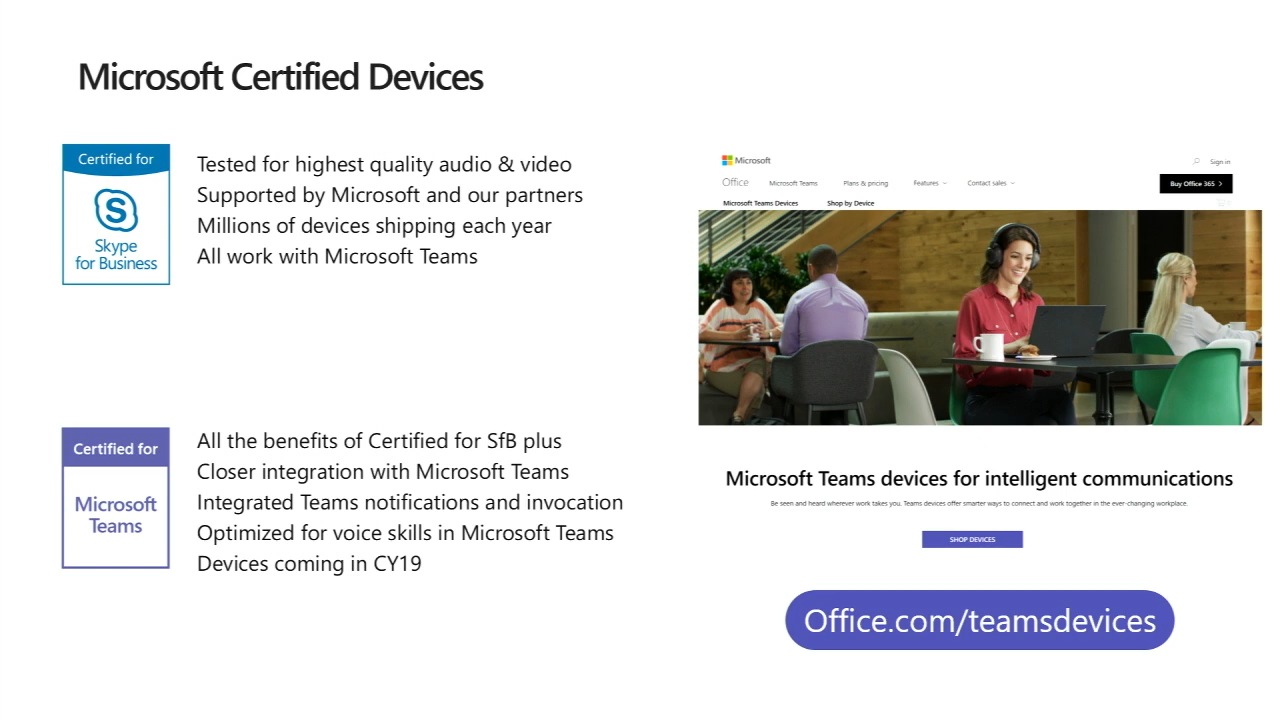 Microsoft Certified Devices
Certified for
Skype
for Business
Tested for highest quality audio & video
Supported by Microsoft and our partners
Millions of devices shipping each year
All work with Microsoft Teams
Certified for
Microsoft
Teams
All the benefits of Certified for SfB plus
Closer integration with Microsoft Teams
Integrated Teams notifications and invocation
Optimized for voice skills in Microsoft Teams
Devices coming in CY19
Microsoft
Sign in
Office Microsoft Teams Plans & pricing Features Contact sales Buy Office 365
Microsoft Teams Devices Shop by Device
Microsoft Teams devices for intelligent communications
Be seen and heard wherever work takes you. Teams devices offer smarter ways to connect and work together in the ever-changing workplace.
SHOP DEVICES
Office.com/teamsdevices